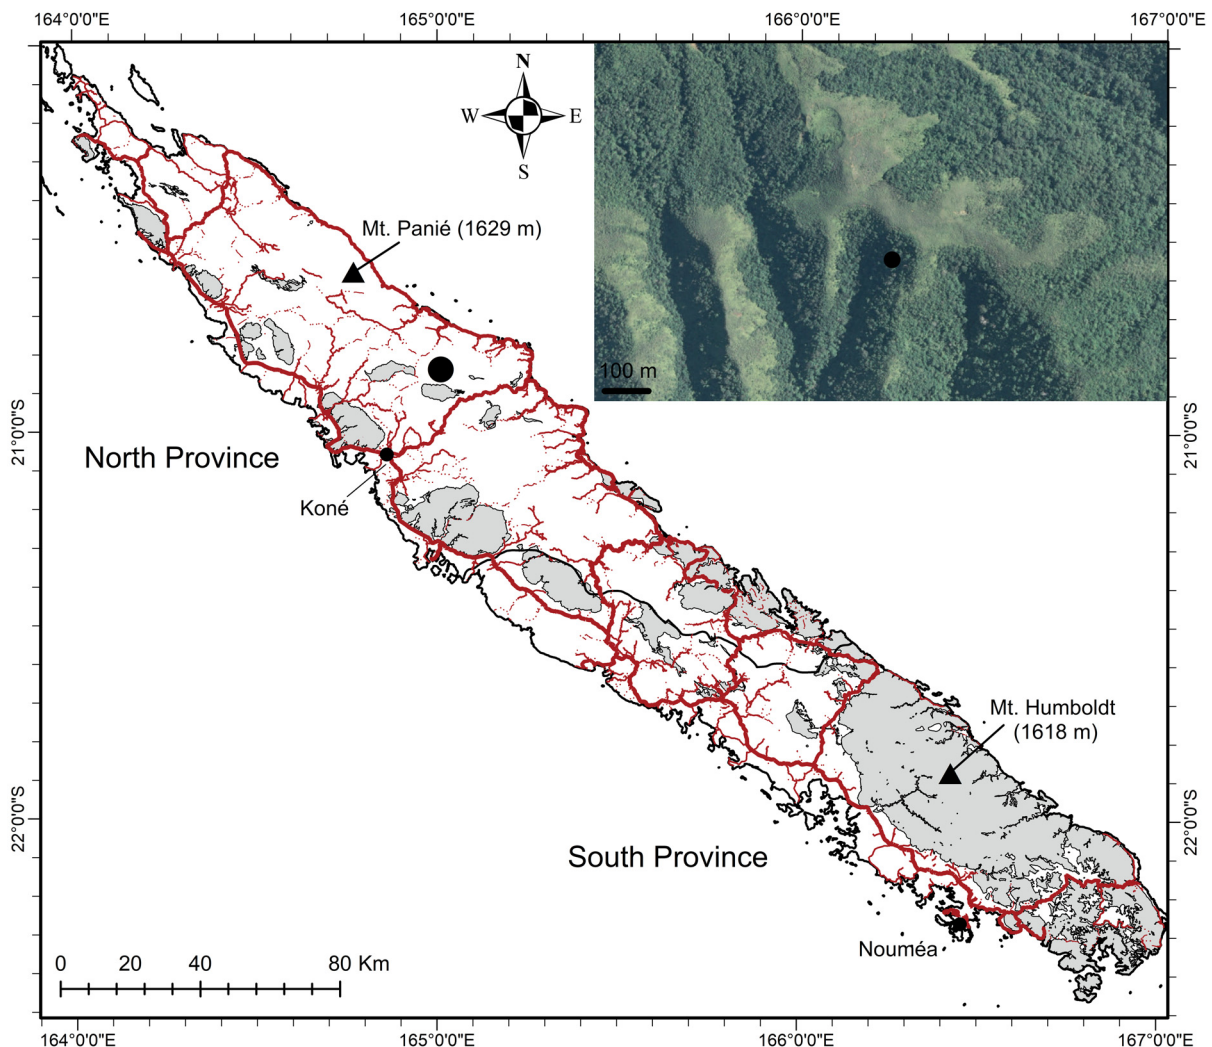 164°0'0"E 165°0'0"E 166°0'0"E 167°0'0"E
N
W E
S
100 m
Mt. Panié (1629 m)
21°0'0"S 21°0'0"S
North Province
Koné
Mt. Humboldt
(1618 m)
22°0'0"S 22°0'0"S
South Province
Nouméa
0 20 40 80 Km
164°0'0"E 165°0'0"E 166°0'0"E 167°0'0"E